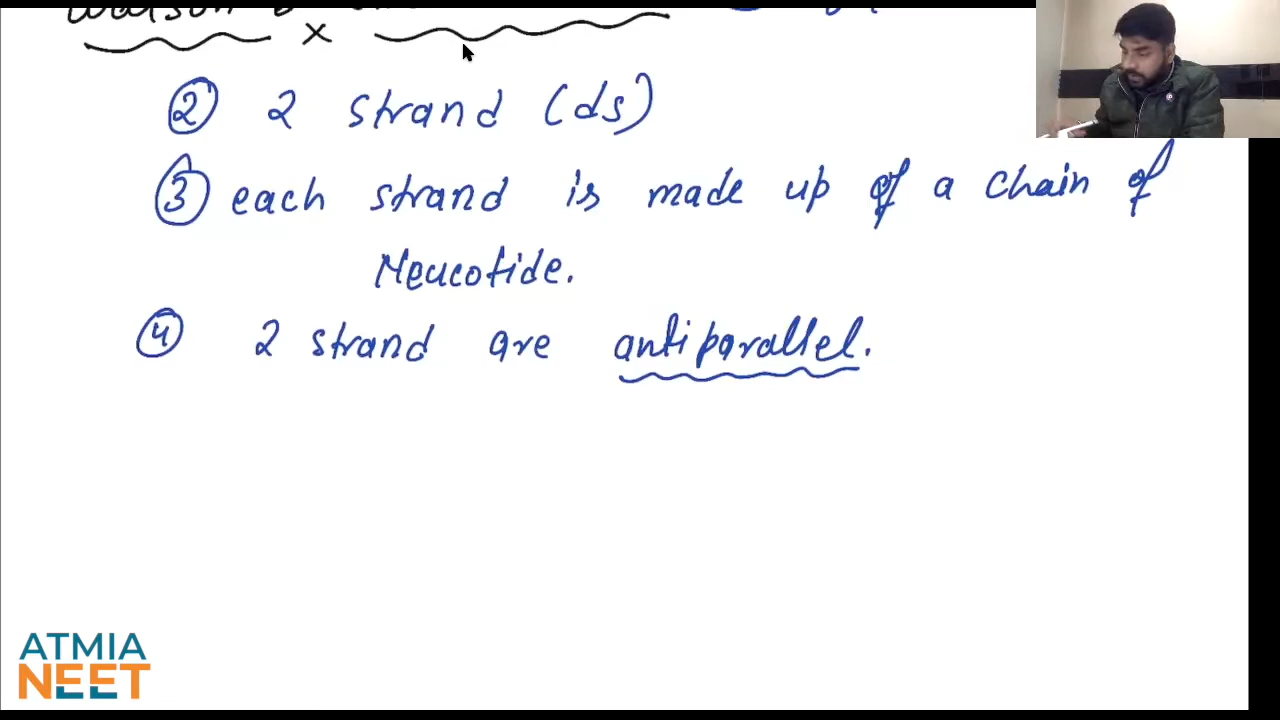 Watson &
② 2 strand (ds)
③ each strand is made up of a chain of
Neucotide.
④ 2 strand are antiparallel.
ATMIA
NEET